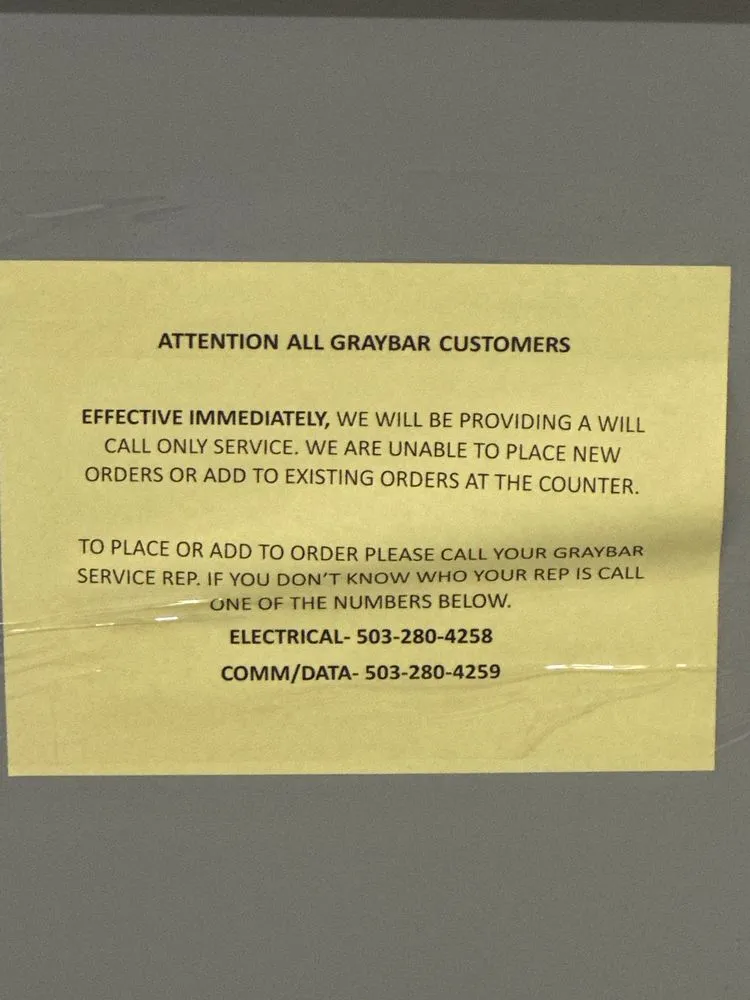 ATTENTION ALL GRAYBAR CUSTOMERS
EFFECTIVE IMMEDIATELY, WE WILL BE PROVIDING A WILL
CALL ONLY SERVICE. WE ARE UNABLE TO PLACE NEW
ORDERS OR ADD TO EXISTING ORDERS AT THE COUNTER.
TO PLACE OR ADD TO ORDER PLEASE CALL YOUR GRAYBAR
SERVICE REP. IF YOU DON'T KNOW WHO YOUR REP IS CALL
ONE OF THE NUMBERS BELOW.
ELECTRICAL- 503-280-4258
COMM/DATA- 503-280-4259